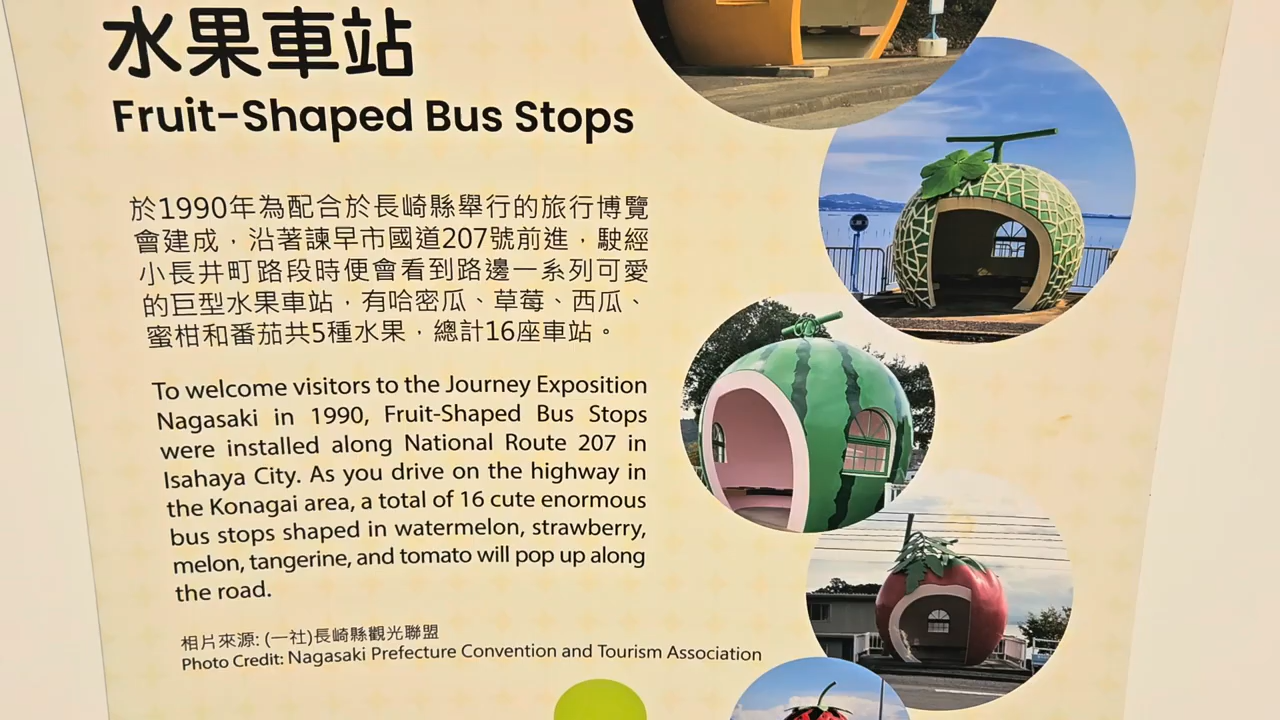 水果車站
Fruit-Shaped Bus Stops
於1990年為配合於長崎縣舉行的旅行博覽
會建成，沿著諫早市國道207號前進，駛經
小長井町路段時便會看到路邊一系列可愛
的巨型水果車站，有哈密瓜、草莓、西瓜、
蜜柑和番茄共5種水果，總計16座車站。
To welcome visitors to the Journey Exposition
Nagasaki in 1990, Fruit-Shaped Bus Stops
were installed along National Route 207 in
Isahaya City. As you drive on the highway in
the Konagai area, a total of 16 cute enormous
bus stops shaped in watermelon, strawberry,
melon, tangerine, and tomato will pop up along
the road.
相片來源: (一社)長崎縣觀光聯盟
Photo Credit: Nagasaki Prefecture Convention and Tourism Association